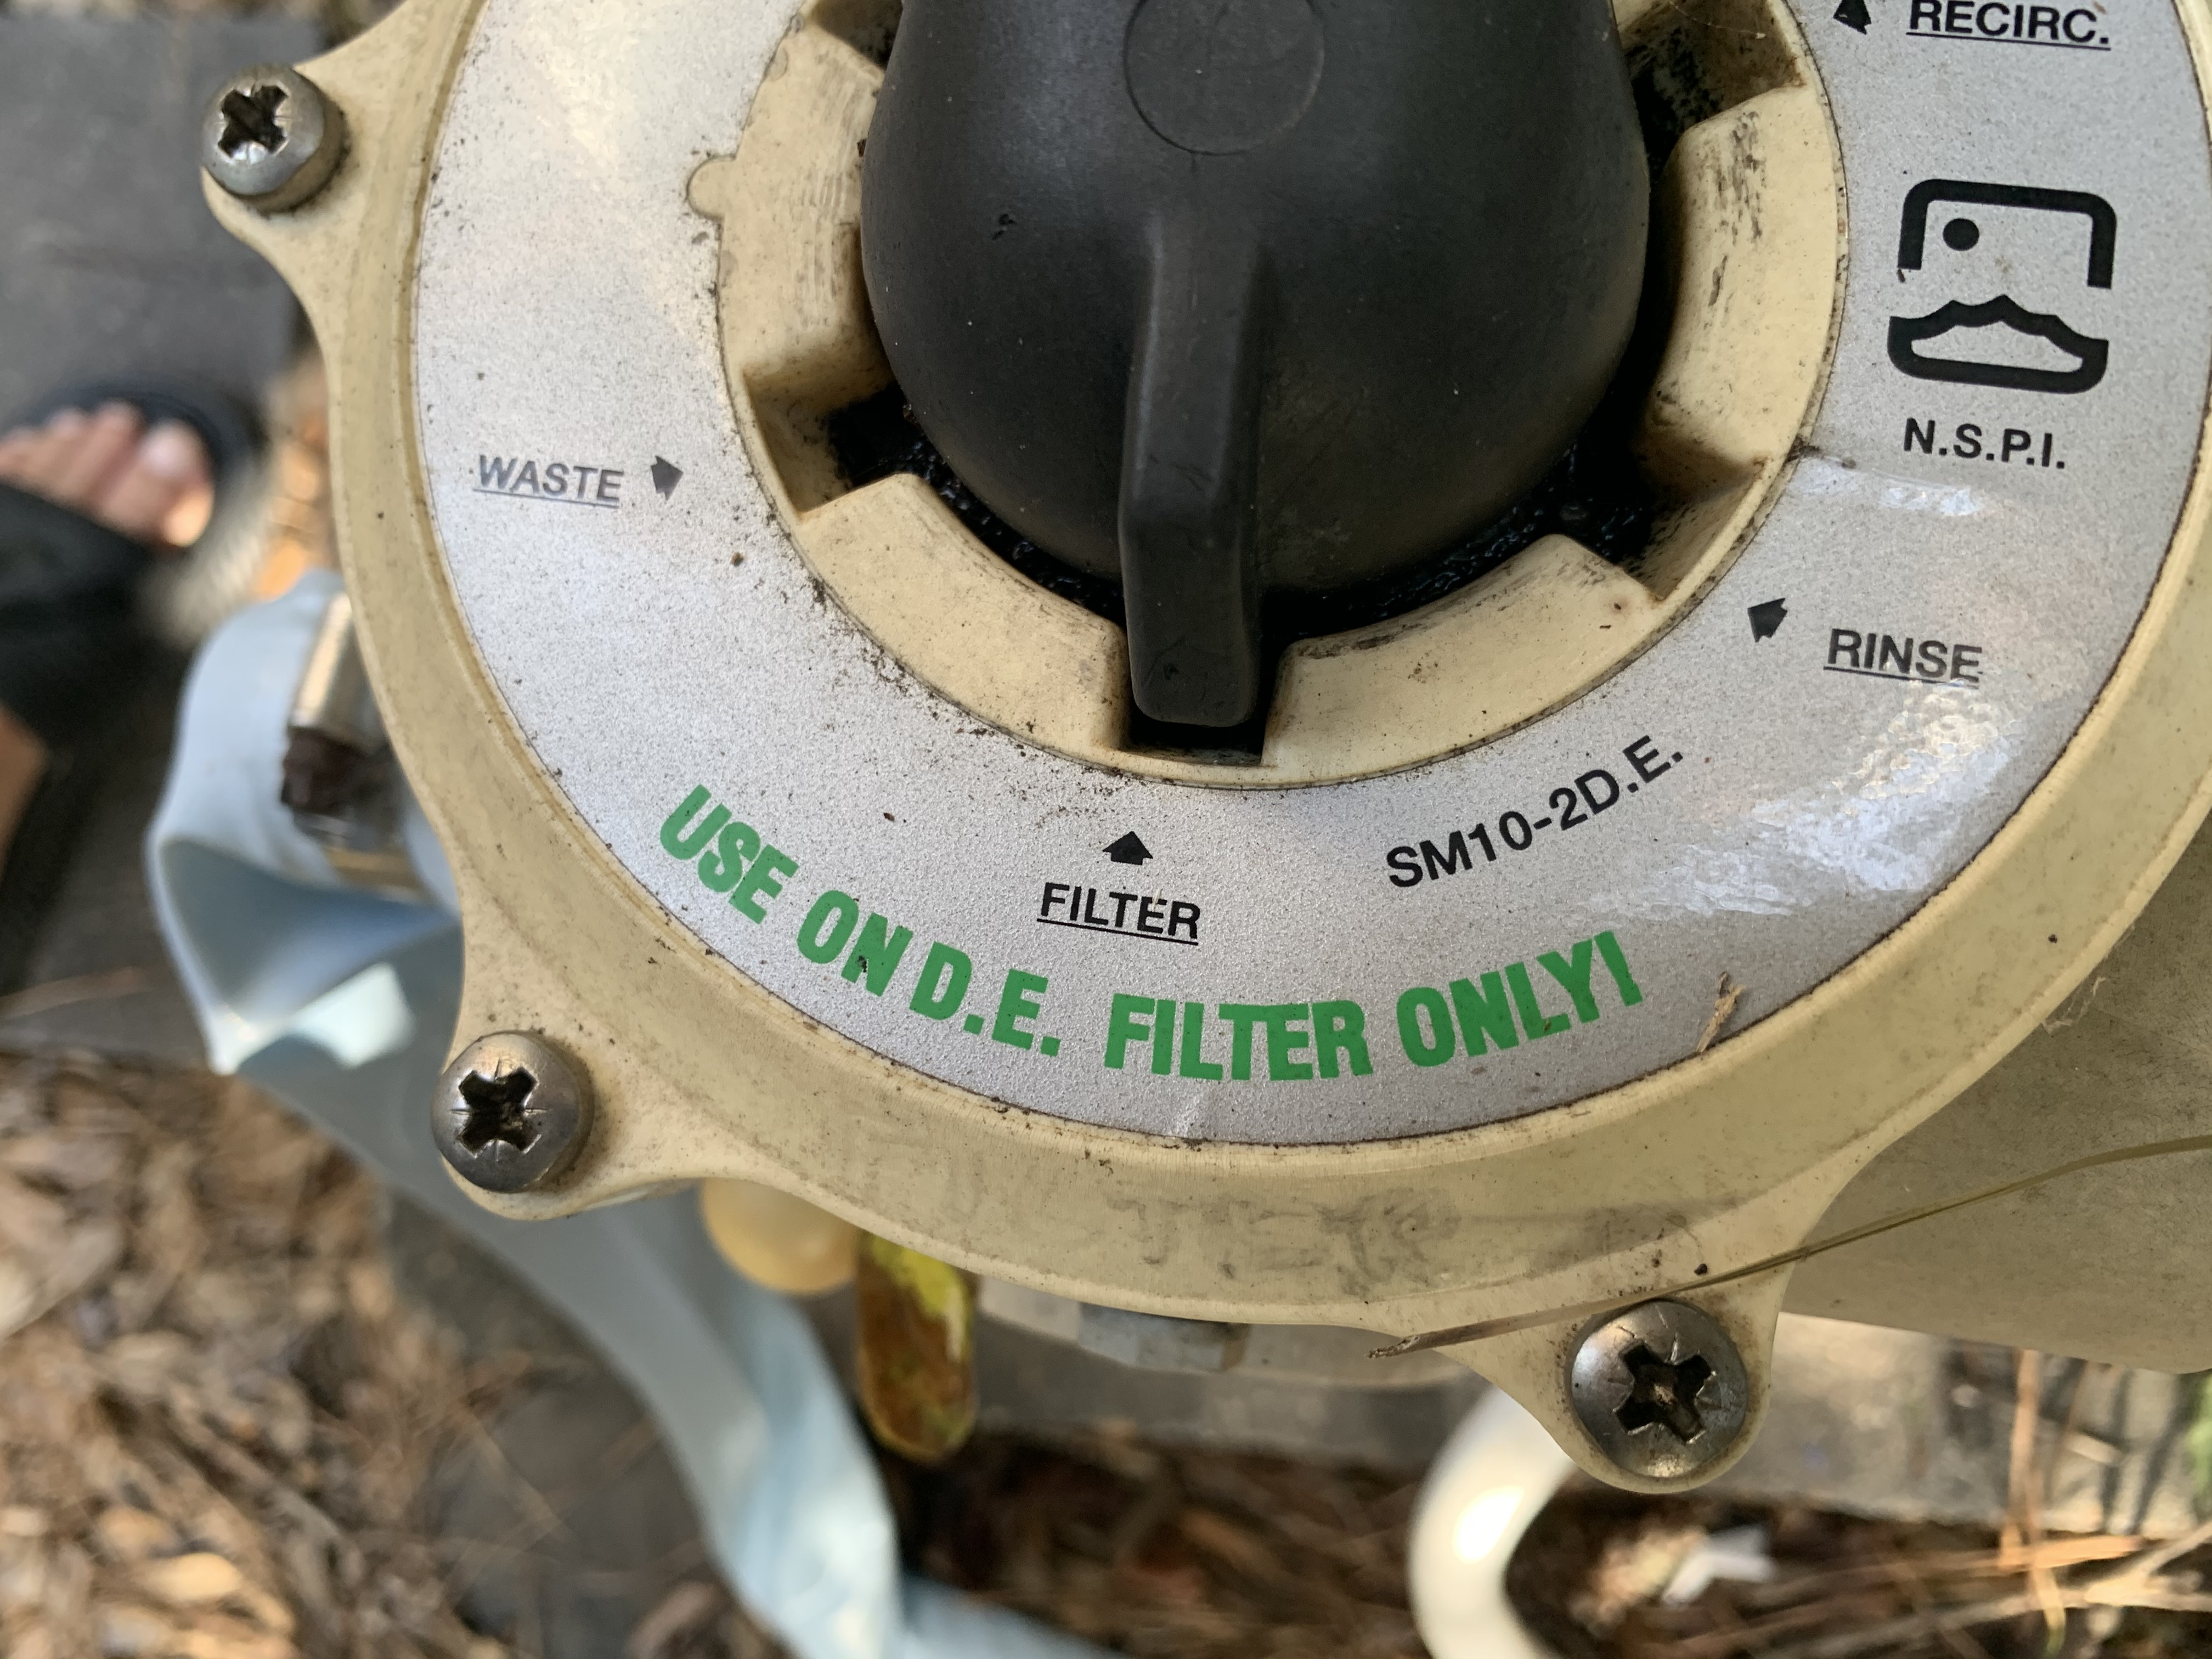 RECIRC.
N.S.P.I.
WASTE
RINSE
SM10-2D.E.
FILTER
USE ON D.E. FILTER ONLY!